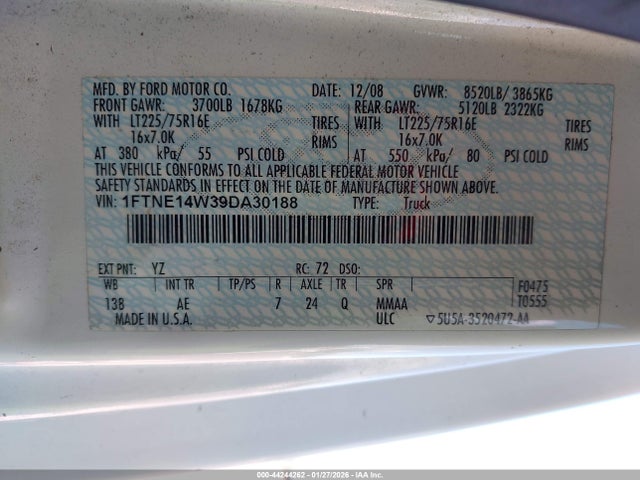 MFD. BY FORD MOTOR CO. 12/08 GVWR: 8520LB/ 3865KG
FRONT GAWR: 3700LB 1678KG REAR GAWR: 5120LB 2322KG
WITH LT225/75R16E TIRES WITH LT225/75R16E TIRES
16x7.0K RIMS 16x7.0K RIMS
AT 380 kPa/ 55 PSI COLD AT 550 kPa/ 80 PSI COLD
THIS VEHICLE CONFORMS TO ALL APPLICABLE FEDERAL MOTOR VEHICLE
SAFETY STANDARDS IN EFFECT ON THE DATE OF MANUFACTURE SHOWN ABOVE.
VIN: 1FTNE14W39DA30188 TYPE: Truck
EXT PNT: YZ RC: 72 DSO:
WB INT TR TP/PS R AXLE TR SPR F0475
138 AE 7 24 Q MMAA T0555
MADE IN U.S.A. ULC ▽5U5A-3520472-AA
000-44244262 - 01/27/2026 - IAA Corp.